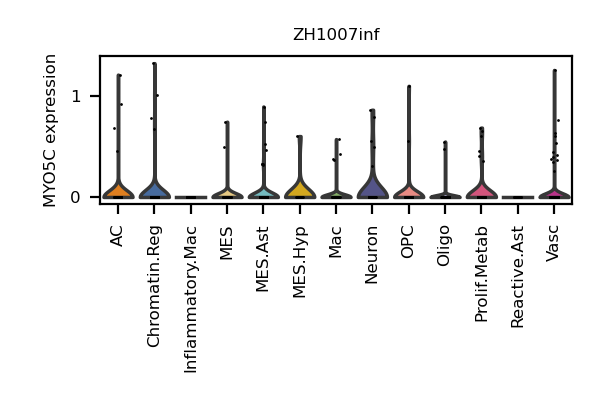 ZH1007inf
MYO5C expression
1
0
AC
Chromatin.Reg
Inflammatory.Mac
MES
MES.Ast
MES.Hyp
Mac
Neuron
OPC
Oligo
Prolif.Metab
Reactive.Ast
Vasc